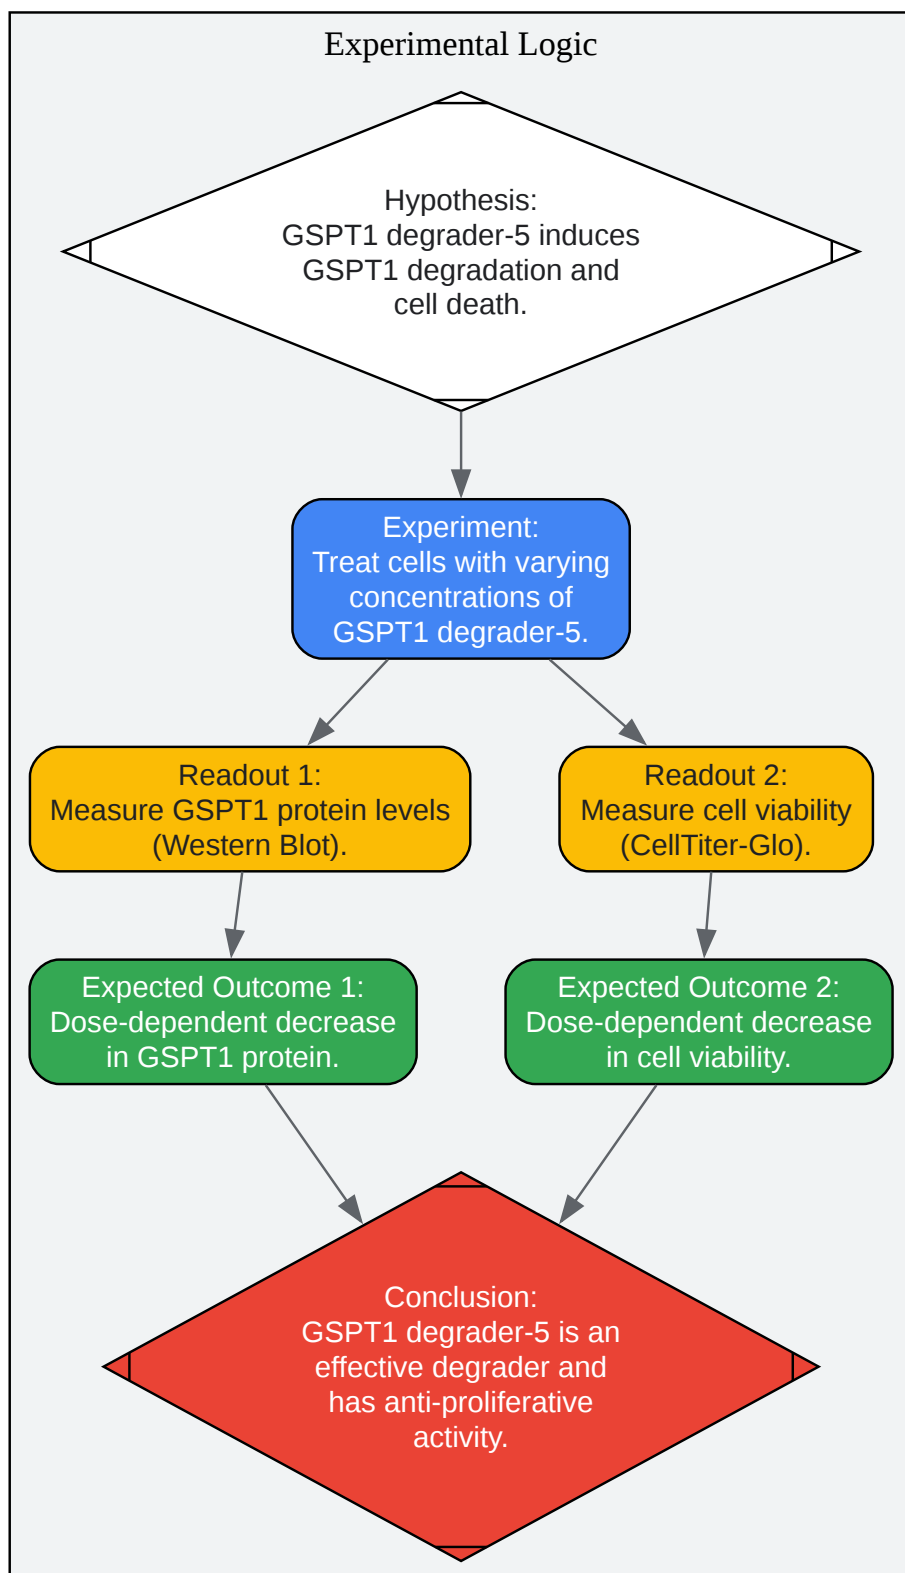 Experimental Logic
Hypothesis:
GSPT1 degrader-5 induces
GSPT1 degradation and
cell death.
Experiment:
Treat cells with varying
concentrations of
GSPT1 degrader-5.
Readout 1:
Measure GSPT1 protein levels
(Western Blot).
Readout 2:
Measure cell viability
(CellTiter-Glo).
Expected Outcome 1:
Dose-dependent decrease
in GSPT1 protein.
Expected Outcome 2:
Dose-dependent decrease
in cell viability.
Conclusion:
GSPT1 degrader-5 is an
effective degrader and
has anti-proliferative
activity.